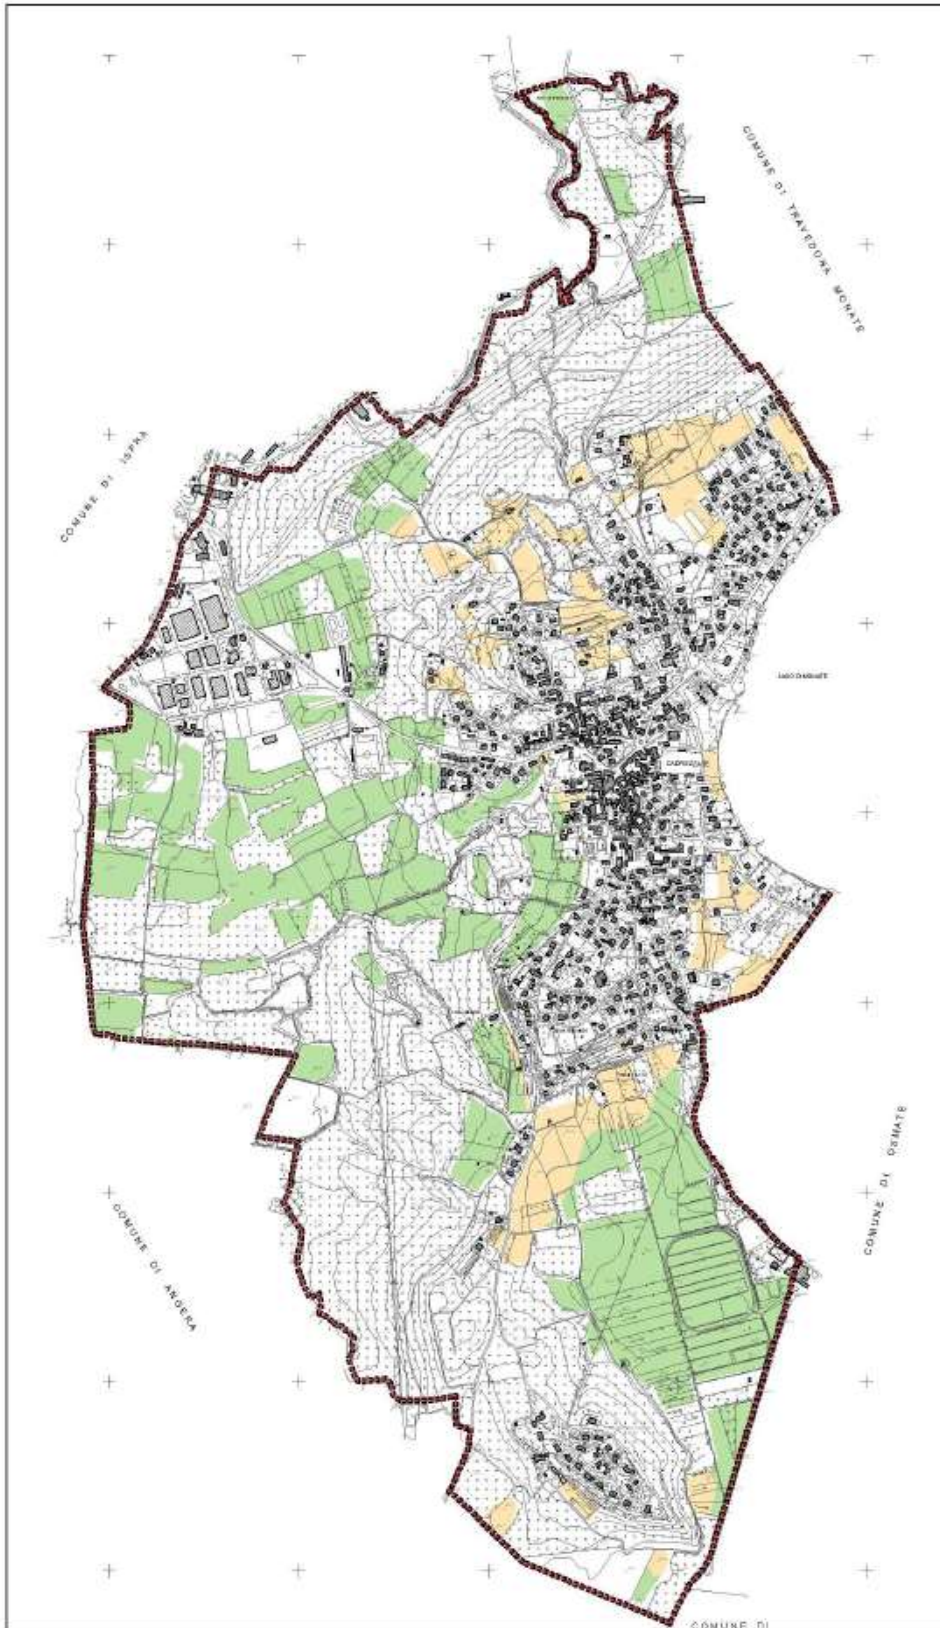 COMUNE DI TRAVEDONA MONATE
COMUNE DI ISPRA
LAGO DI MONATE
CADREZZATE
COMUNE DI OSMATE
COMUNE DI ANGERA
COMUNE DI